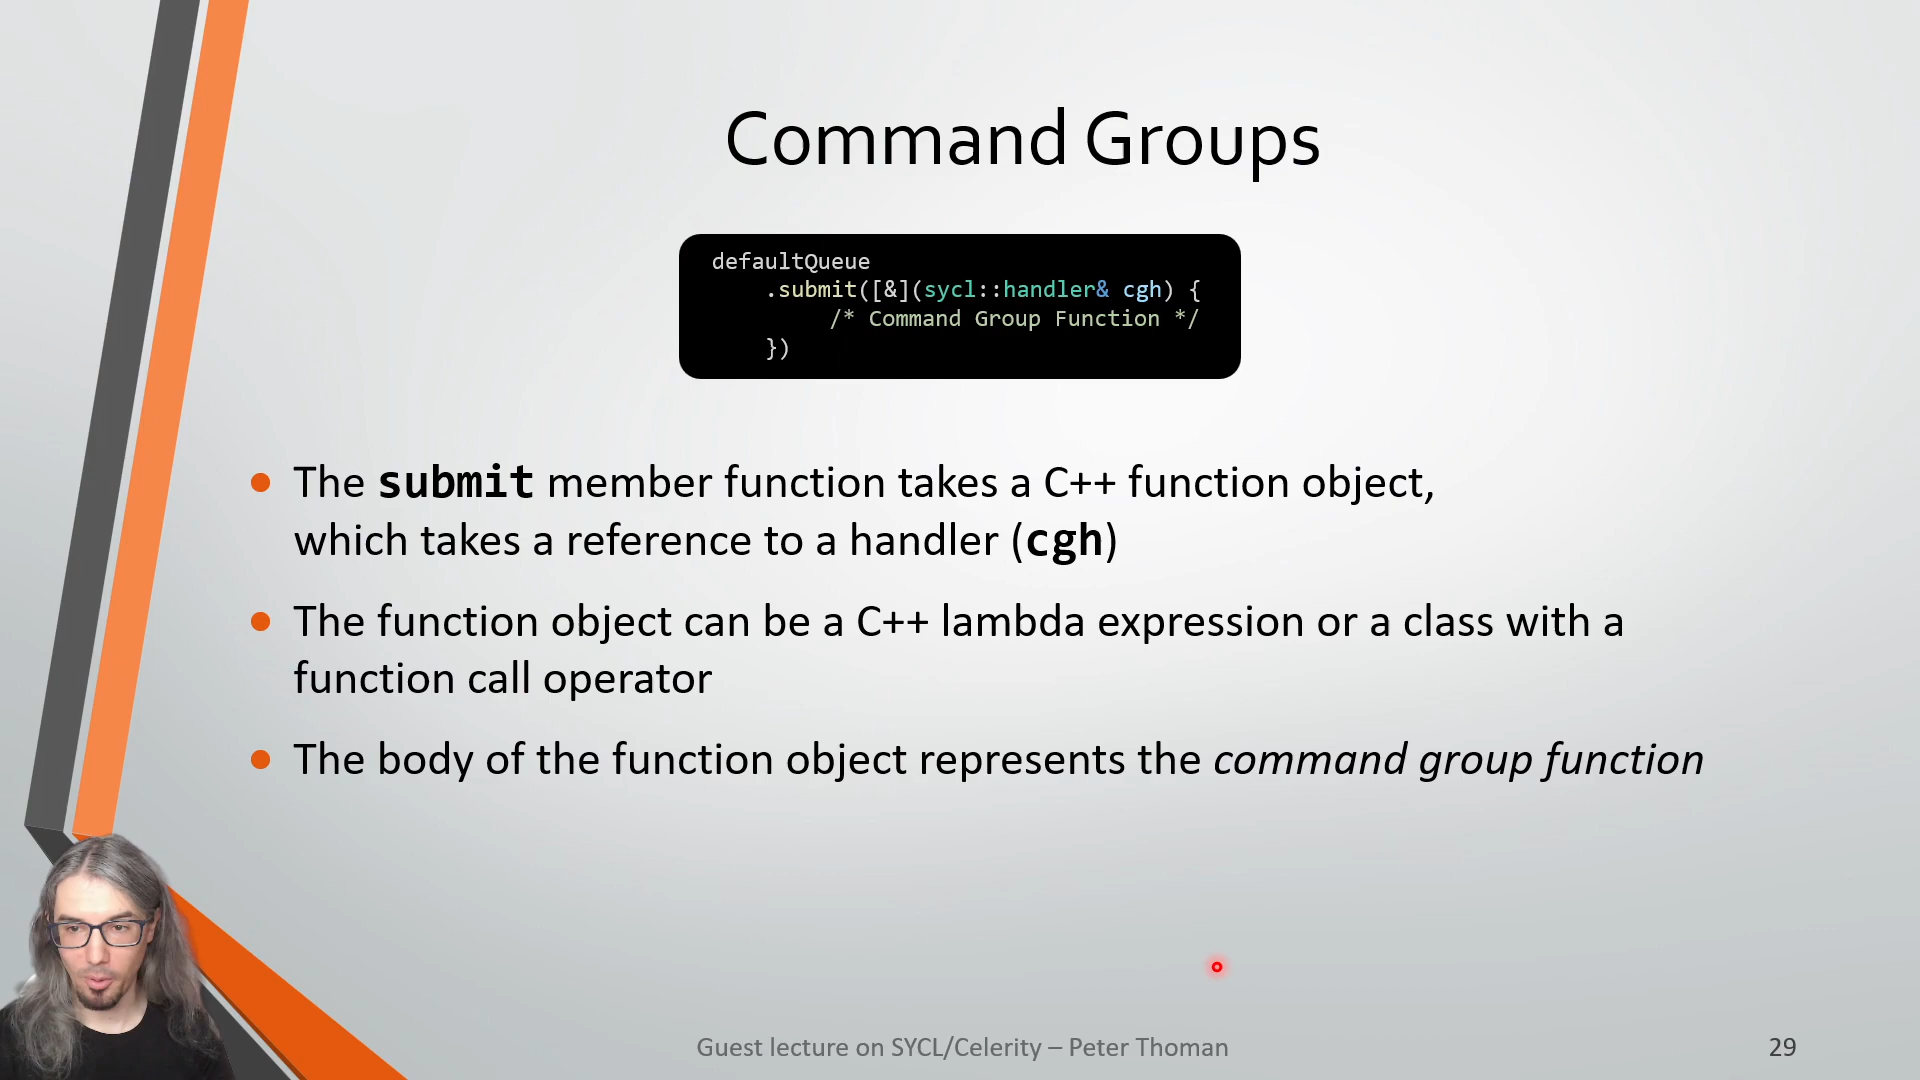 Command Groups
defaultQueue
.submit([&](sycl::handler& cgh) {
/* Command Group Function */
})
The submit member function takes a C++ function object,
which takes a reference to a handler (cgh)
The function object can be a C++ lambda expression or a class with a
function call operator
The body of the function object represents the command group function
Guest lecture on SYCL/Celerity – Peter Thoman
29